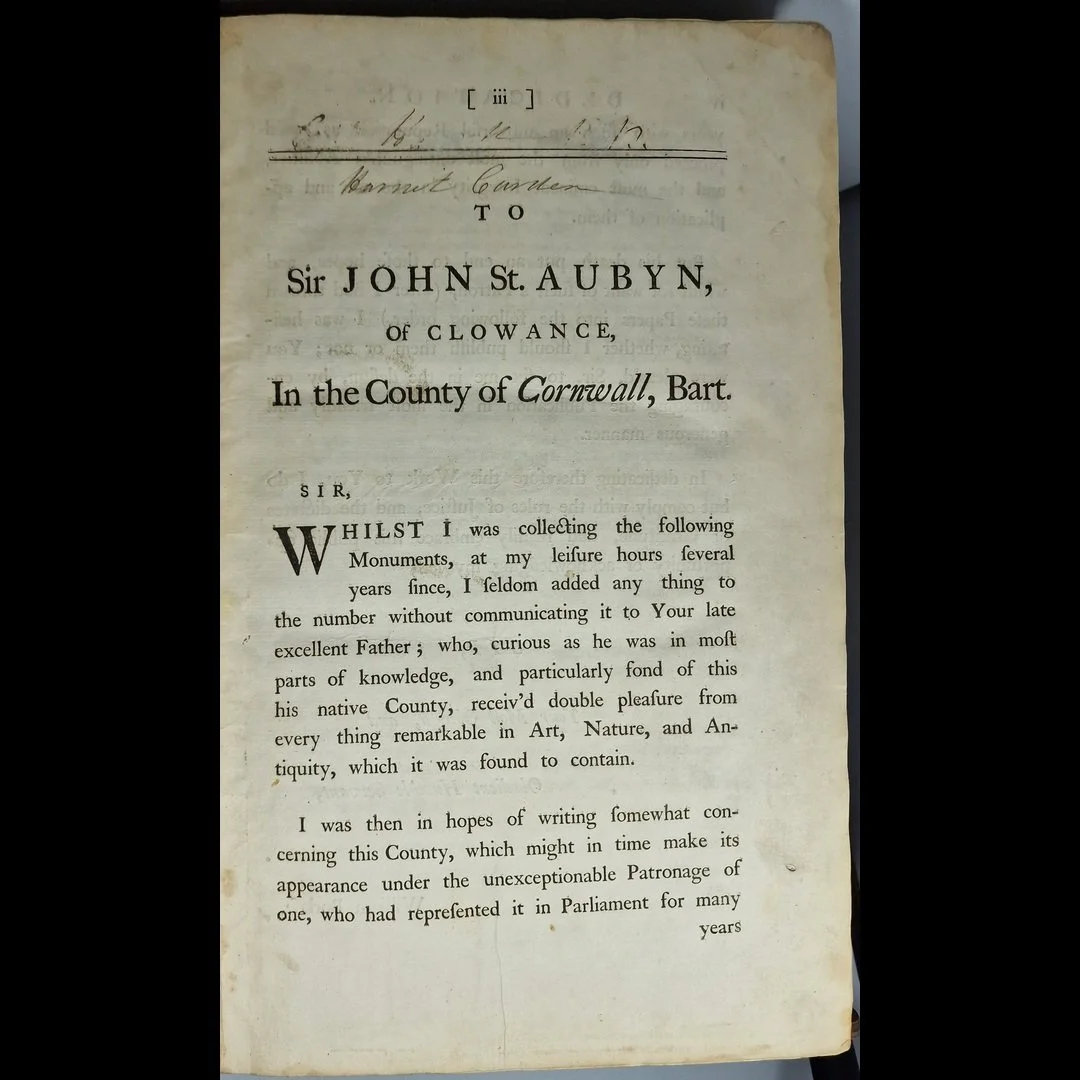 [ iii ]
Harriet Carden
TO
Sir JOHN St. AUBYN,
Of CLOWANCE,
In the County of Cornwall, Bart.
SIR,
WHILST I was collecting the following
Monuments, at my leiſure hours ſeveral
years ſince, I ſeldom added any thing to
the number without communicating it to Your late
excellent Father ; who, curious as he was in moſt
parts of knowledge, and particularly fond of this
his native County, receiv'd double pleaſure from
every thing remarkable in Art, Nature, and An-
tiquity, which it was found to contain.
I was then in hopes of writing ſomewhat con-
cerning this County, which might in time make its
appearance under the unexceptionable Patronage of
one, who had repreſented it in Parliament for many
years